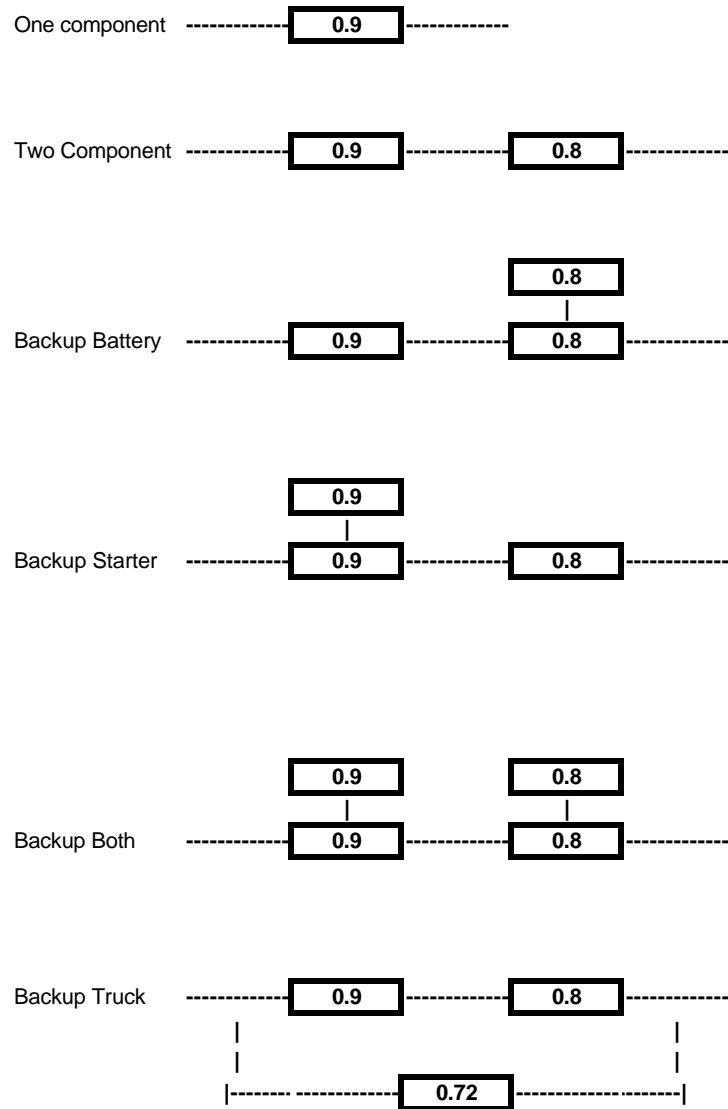 One component 0.9
Two Component 0.9 0.8
0.8
Backup Battery 0.9 0.8
0.9
Backup Starter 0.9 0.8
0.9 0.8
Backup Both 0.9 0.8
Backup Truck 0.9 0.8
0.72